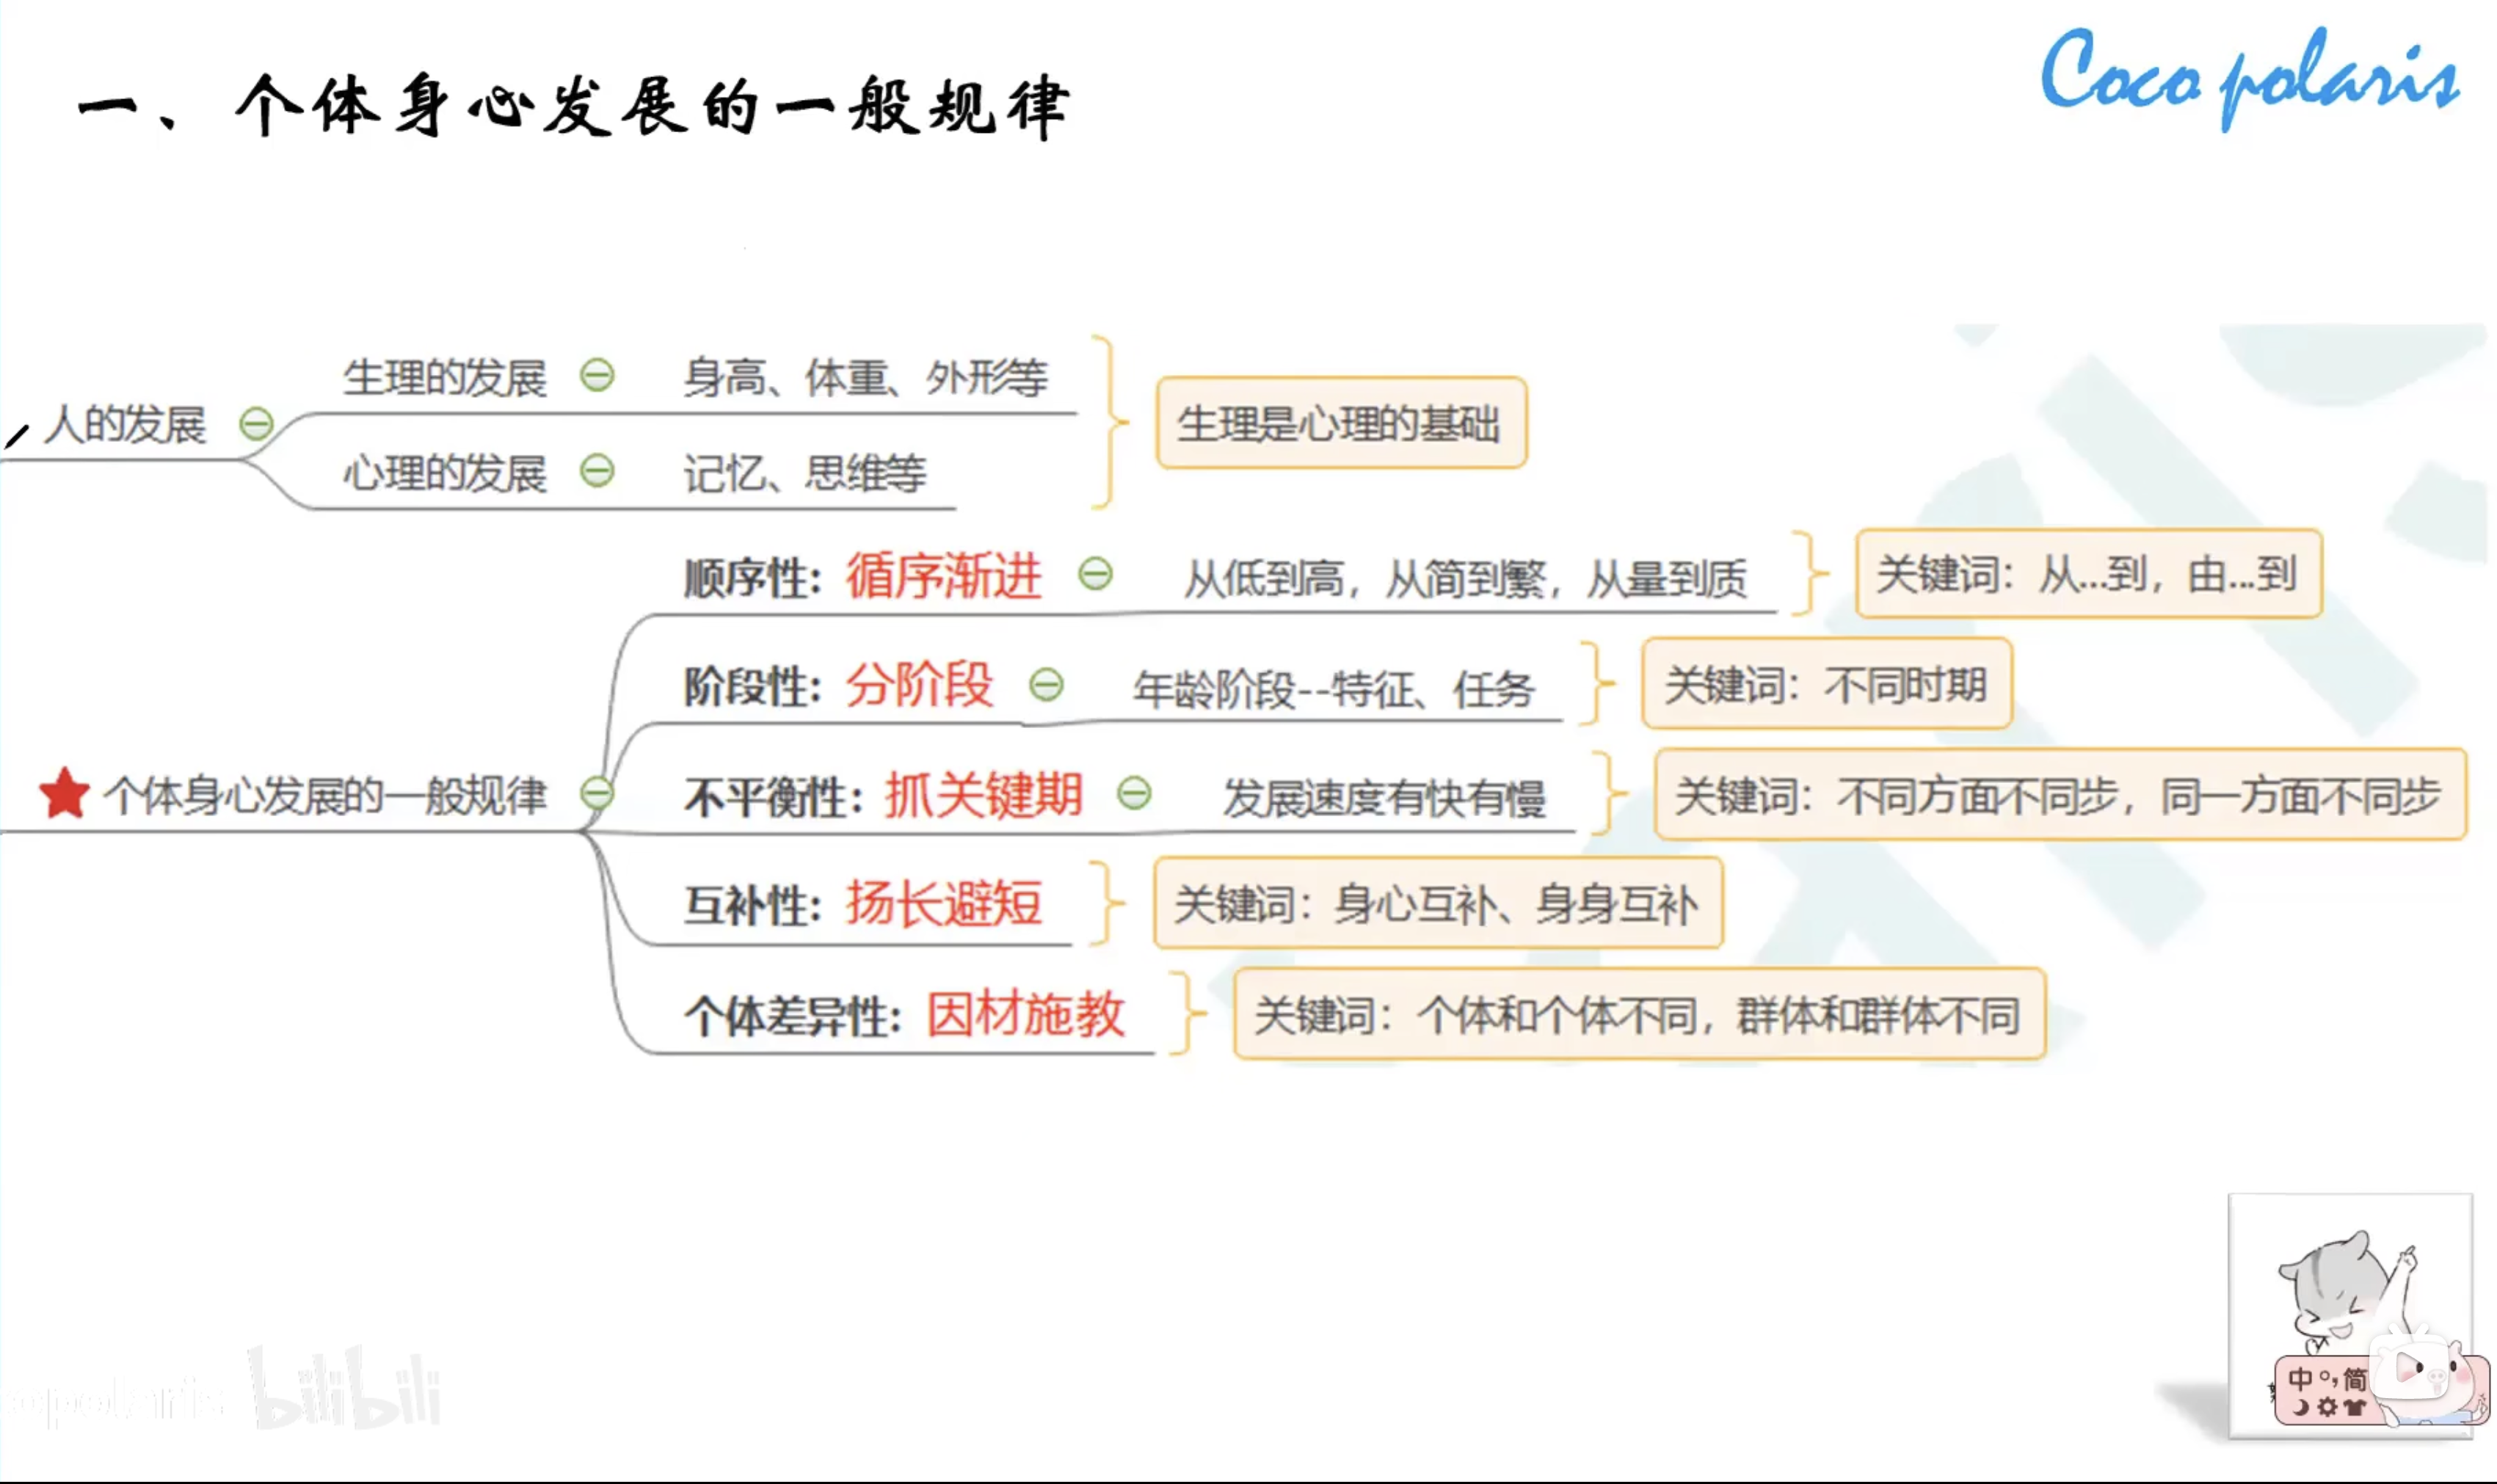 一、个体身心发展的一般规律
Coco polaris
人的发展
生理的发展 身高、体重、外形等
心理的发展 记忆、思维等
生理是心理的基础
个体身心发展的一般规律
顺序性：循序渐进 从低到高，从简到繁，从量到质 关键词：从...到，由...到
阶段性：分阶段 年龄阶段--特征、任务 关键词：不同时期
不平衡性：抓关键期 发展速度有快有慢 关键词：不同方面不同步，同一方面不同步
互补性：扬长避短 关键词：身心互补、身身互补
个体差异性：因材施教 关键词：个体和个体不同，群体和群体不同
opolaris bilibili
中 °, 简